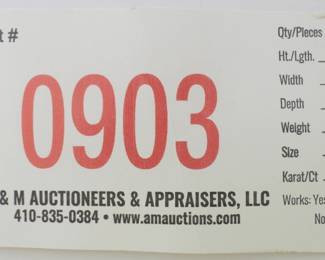 t #
0903
& M AUCTIONEERS & APPRAISERS, LLC
410-835-0384 • www.amauctions.com
Qty/Pieces
Ht./Lgth.
Width
Depth
Weight
Size
Karat/Ct
Works: Yes
No